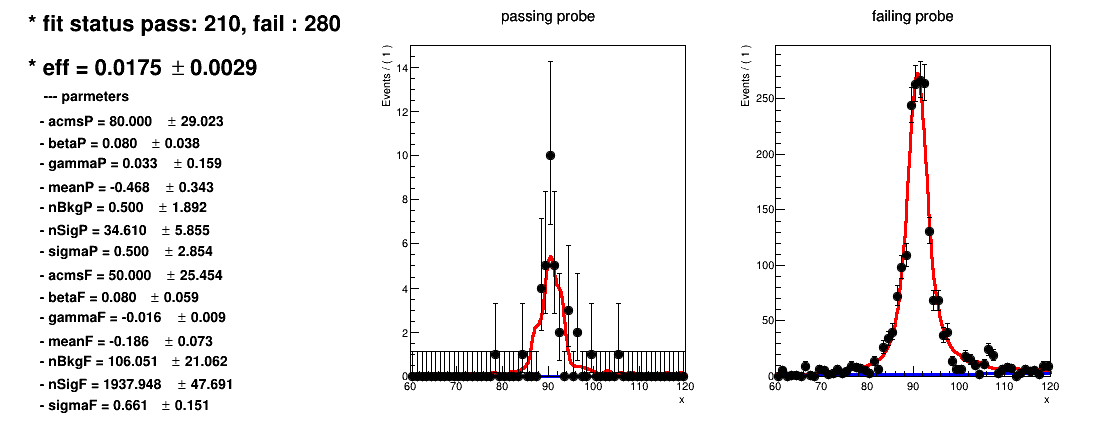 * fit status pass: 210, fail : 280
* eff = 0.0175 ± 0.0029
--- parmeters
- acmsP = 80.000 ± 29.023
- betaP = 0.080 ± 0.038
- gammaP = 0.033 ± 0.159
- meanP = -0.468 ± 0.343
- nBkgP = 0.500 ± 1.892
- nSigP = 34.610 ± 5.855
- sigmaP = 0.500 ± 2.854
- acmsF = 50.000 ± 25.454
- betaF = 0.080 ± 0.059
- gammaF = -0.016 ± 0.009
- meanF = -0.186 ± 0.073
- nBkgF = 106.051 ± 21.062
- nSigF = 1937.948 ± 47.691
- sigmaF = 0.661 ± 0.151
passing probe
Events / ( 1 )
14
12
10
8
6
4
2
0
60 70 80 90 100 110 120
x
failing probe
Events / ( 1 )
250
200
150
100
50
0
60 70 80 90 100 110 120
x